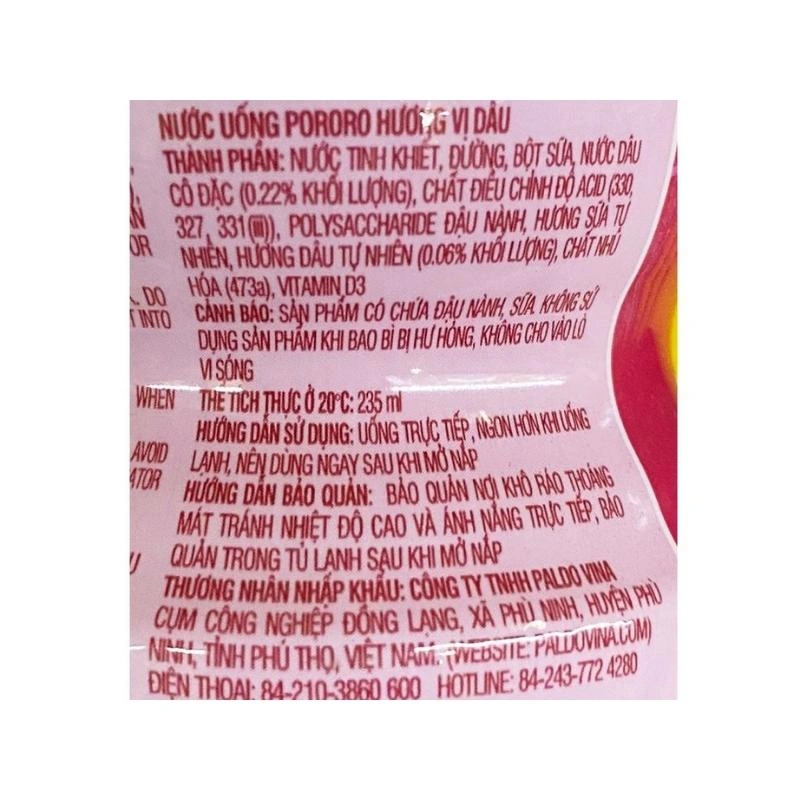 NƯỚC UỐNG PORORO HƯƠNG VỊ DÂU
THÀNH PHẦN: NƯỚC TINH KHIẾT, ĐƯỜNG, BỘT SỮA, NƯỚC DÂU
CÔ ĐẶC (0.22% KHỐI LƯỢNG), CHẤT ĐIỀU CHỈNH ĐỘ ACID (330,
327, 331(iii)), POLYSACCHARIDE ĐẬU NÀNH, HƯƠNG SỮA TỰ
NHIÊN, HƯƠNG DÂU TỰ NHIÊN (0.06% KHỐI LƯỢNG), CHẤT NHŨ
HÓA (473a), VITAMIN D3
CẢNH BÁO: SẢN PHẨM CÓ CHỨA ĐẬU NÀNH, SỮA. KHÔNG SỬ
DỤNG SẢN PHẨM KHI BAO BÌ BỊ HƯ HỎNG, KHÔNG CHO VÀO LÒ
VI SÓNG
THỂ TÍCH THỰC Ở 20°C: 235 ml
HƯỚNG DẪN SỬ DỤNG: UỐNG TRỰC TIẾP, NGON HƠN KHI UỐNG
LẠNH, NÊN DÙNG NGAY SAU KHI MỞ NẮP
HƯỚNG DẪN BẢO QUẢN: BẢO QUẢN NƠI KHÔ RÁO THOÁNG
MÁT TRÁNH NHIỆT ĐỘ CAO VÀ ÁNH NẮNG TRỰC TIẾP, BẢO
QUẢN TRONG TỦ LẠNH SAU KHI MỞ NẮP
THƯƠNG NHÂN NHẬP KHẨU: CÔNG TY TNHH PALDO VINA
CỤM CÔNG NGHIỆP ĐỒNG LẠNG, XÃ PHÙ NINH, HUYỆN PHÙ
NINH, TỈNH PHÚ THỌ, VIỆT NAM. (WEBSITE: PALDOVINA.COM)
ĐIỆN THOẠI: 84-210-3860 600 HOTLINE: 84-243-772 4280
DO
INTO
WHEN
AVOID